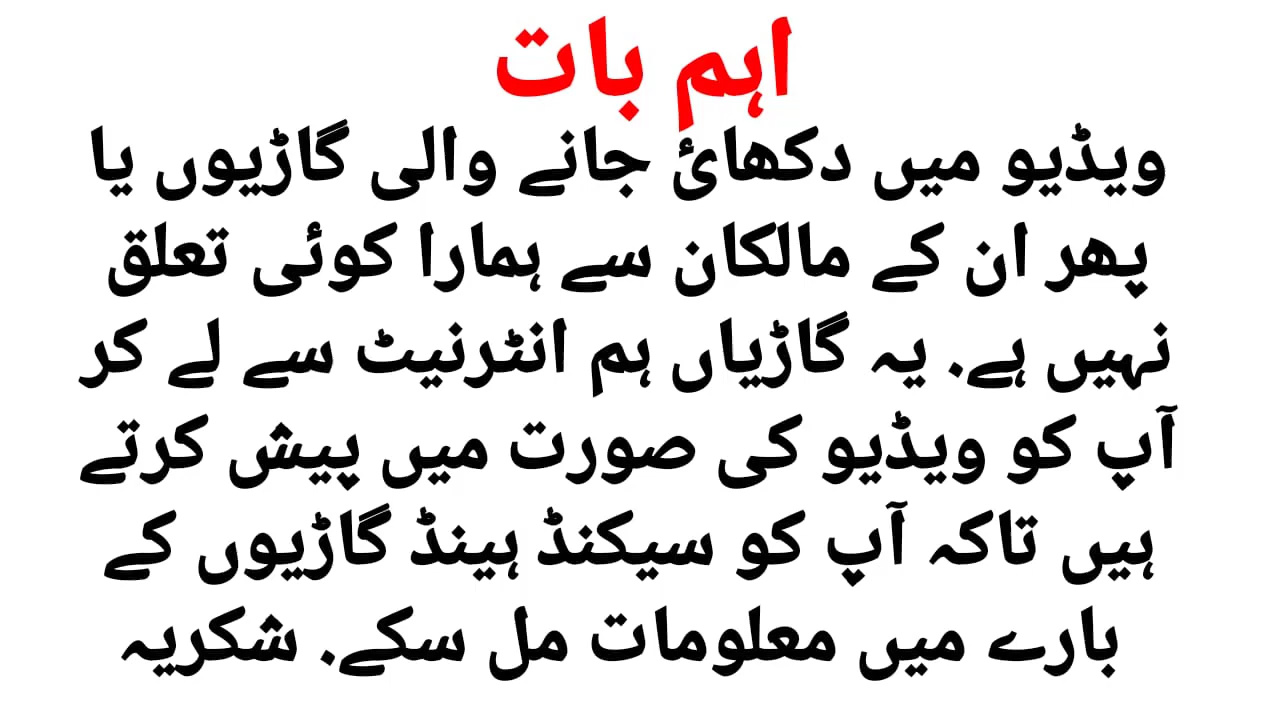 اہم بات
ویڈیو میں دکھائ جانے والی گاڑیوں یا
پھر ان کے مالکان سے ہمارا کوئی تعلق
نہیں ہے. یہ گاڑیاں ہم انٹرنیٹ سے لے کر
آپ کو ویڈیو کی صورت میں پیش کرتے
ہیں تاکہ آپ کو سیکنڈ ہینڈ گاڑیوں کے
بارے میں معلومات مل سکے. شکریہ